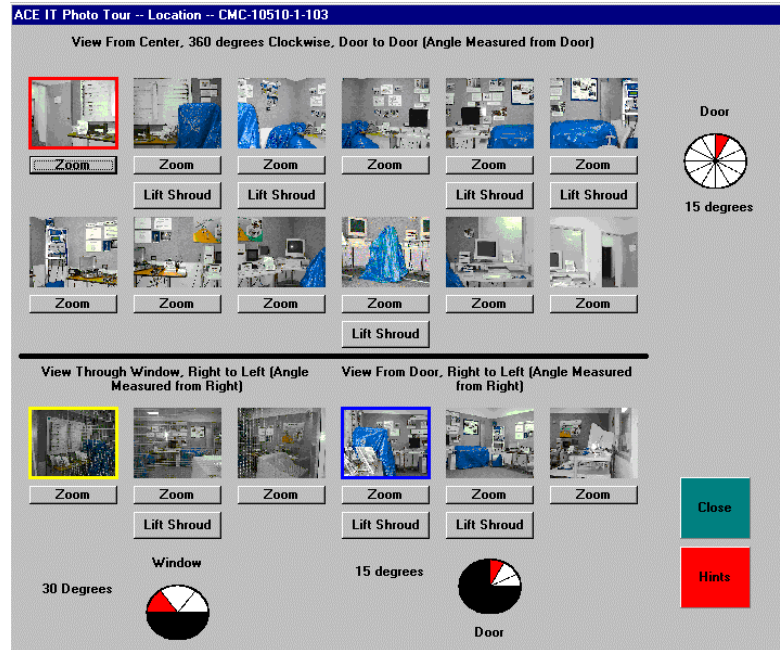 ACE IT Photo Tour -- Location -- CMC-10510-1-103
View From Center, 360 degrees Clockwise, Door to Door (Angle Measured from Door)
Zoom
Zoom
Zoom
Zoom
Zoom
Zoom
Lift Shroud
Lift Shroud
Lift Shroud
Lift Shroud
Door
15 degrees
Zoom
Zoom
Zoom
Zoom
Zoom
Zoom
Lift Shroud
View Through Window, Right to Left (Angle
Measured from Right)
View From Door, Right to Left (Angle Measured
from Right)
Zoom
Zoom
Zoom
Zoom
Zoom
Zoom
Lift Shroud
Lift Shroud
Lift Shroud
Close
Hints
30 Degrees
Window
15 degrees
Door